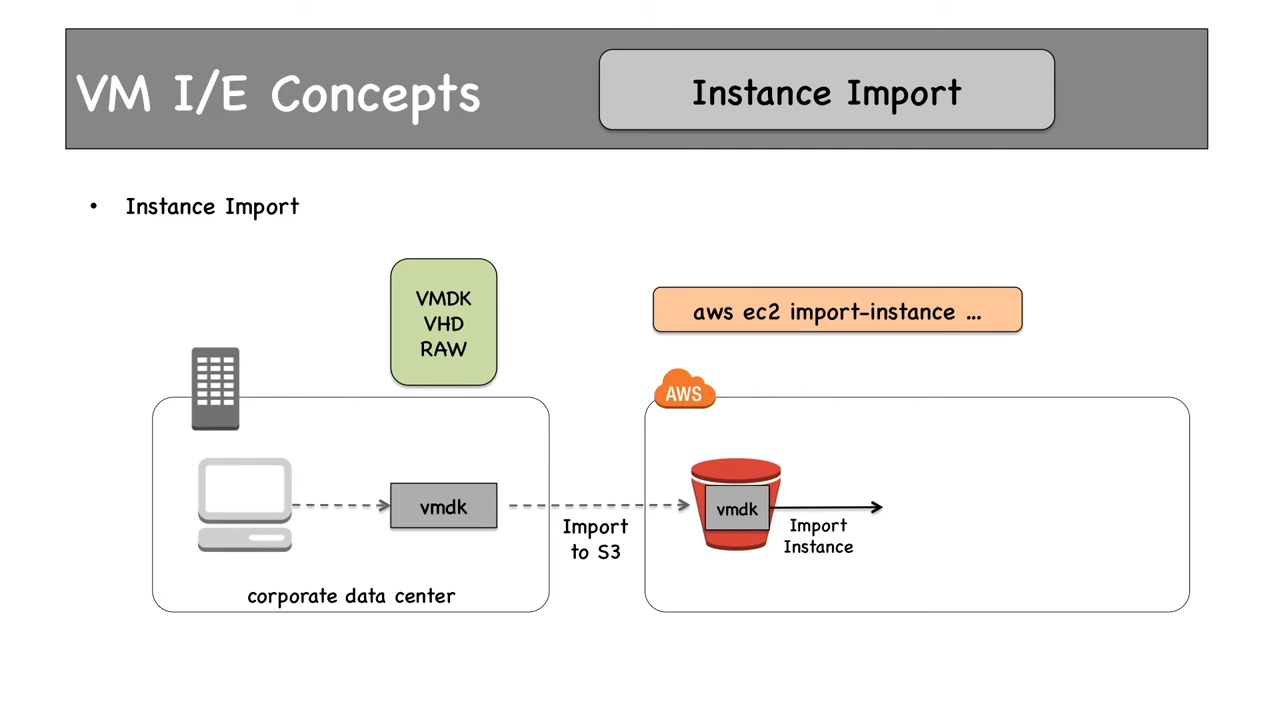 VM I/E Concepts
Instance Import
• Instance Import
VMDK
VHD
RAW
aws ec2 import-instance ...
AWS
vmdk
Import
to S3
vmdk
Import
Instance
corporate data center